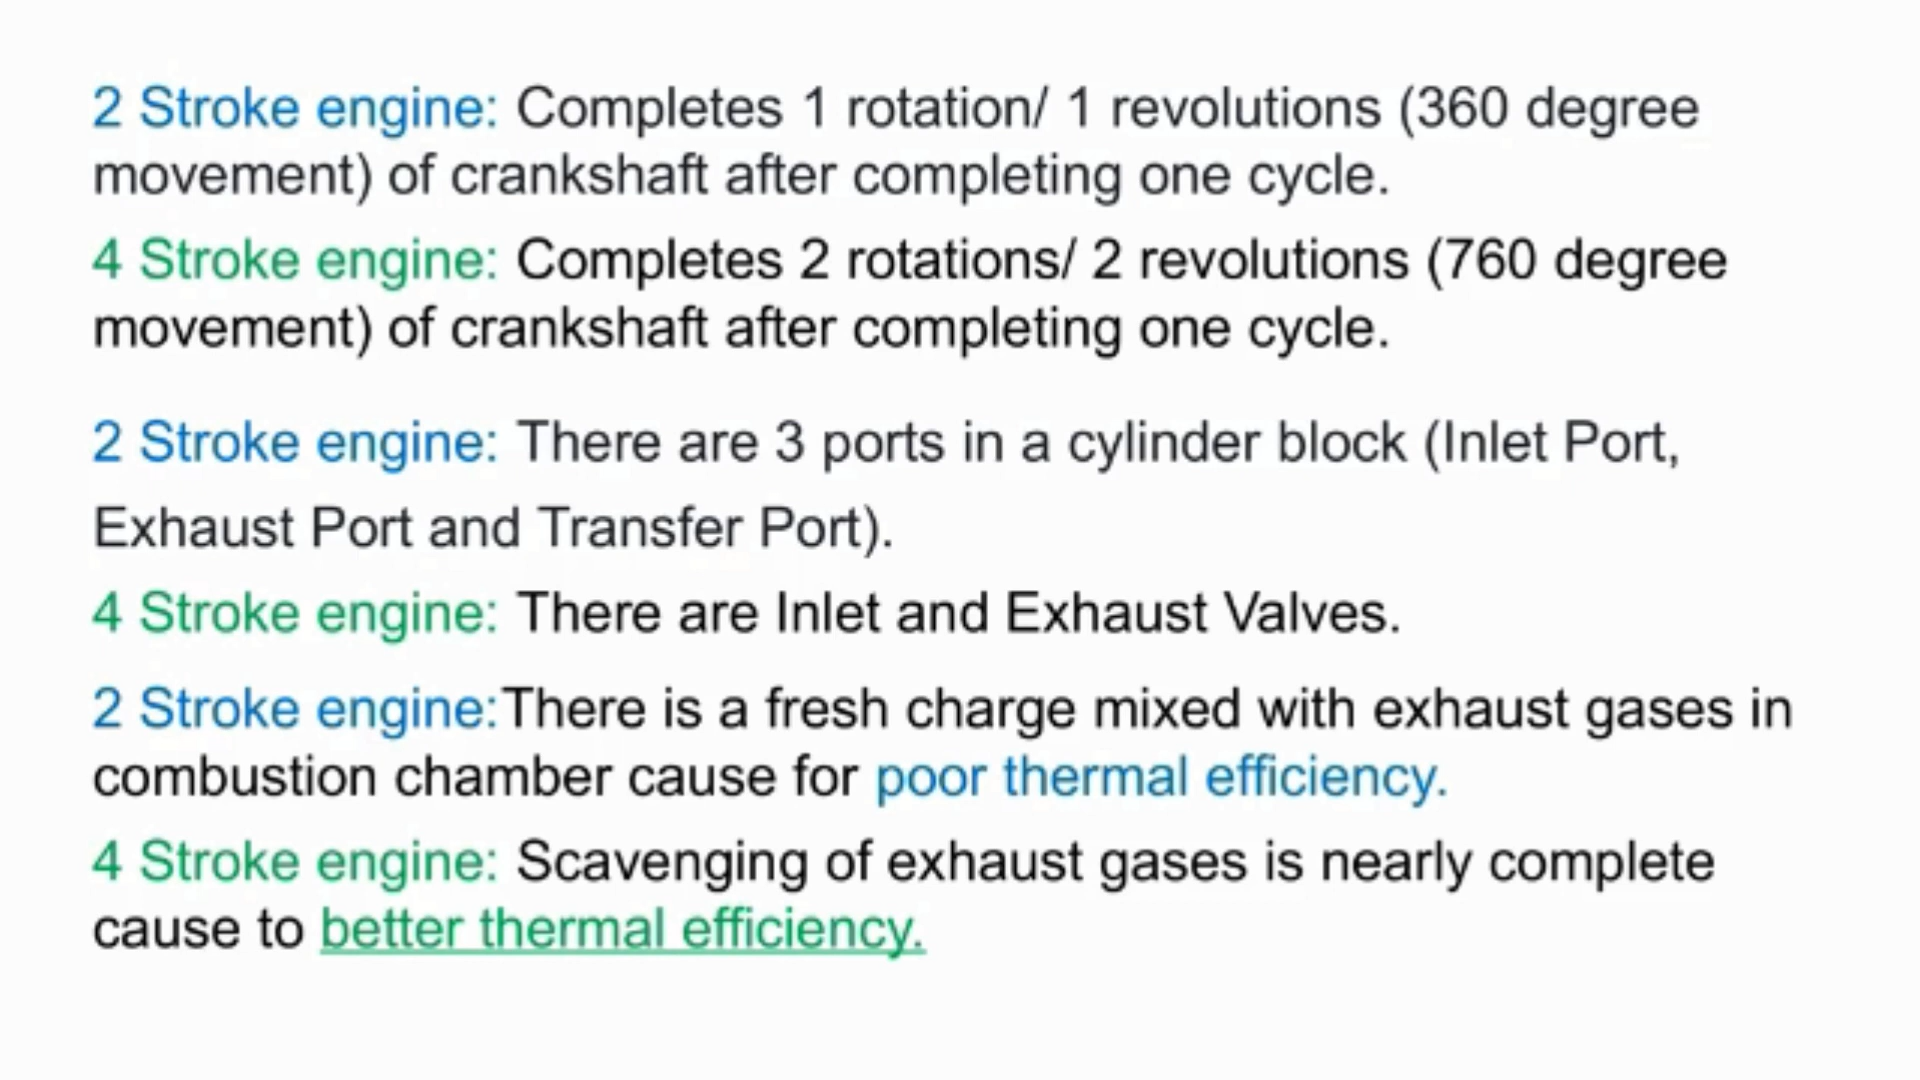 2 Stroke engine: Completes 1 rotation/ 1 revolutions (360 degree
movement) of crankshaft after completing one cycle.
4 Stroke engine: Completes 2 rotations/ 2 revolutions (760 degree
movement) of crankshaft after completing one cycle.
2 Stroke engine: There are 3 ports in a cylinder block (Inlet Port,
Exhaust Port and Transfer Port).
4 Stroke engine: There are Inlet and Exhaust Valves.
2 Stroke engine:There is a fresh charge mixed with exhaust gases in
combustion chamber cause for poor thermal efficiency.
4 Stroke engine: Scavenging of exhaust gases is nearly complete
cause to better thermal efficiency.